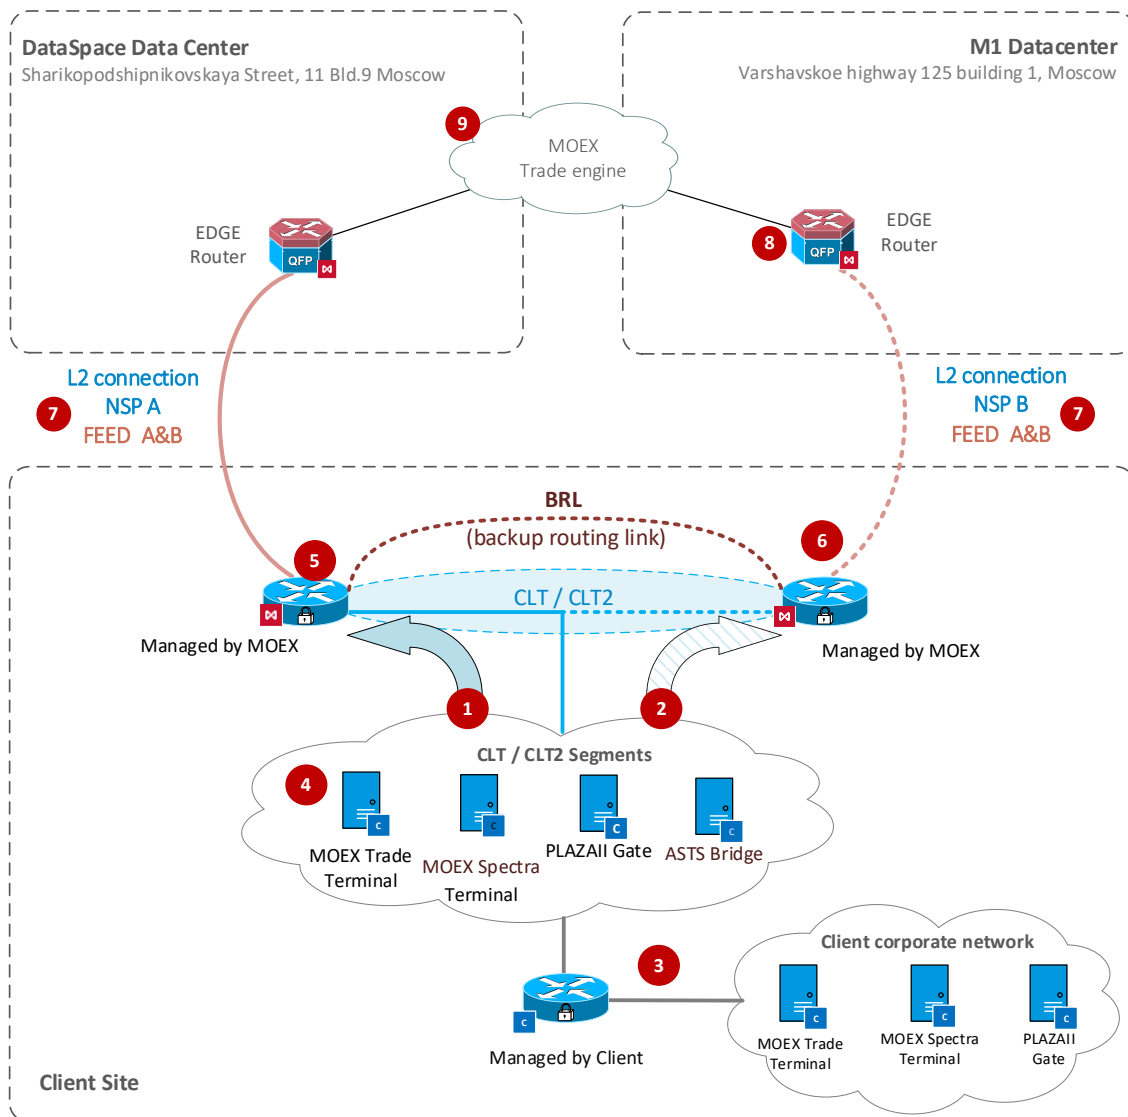 DataSpace Data Center
Sharikopodshipnikovskaya Street, 11 Bld.9 Moscow
M1 Datacenter
Varshavskoe highway 125 building 1, Moscow
9
MOEX
Trade engine
EDGE
Router
QFP
8
QFP
EDGE
Router
L2 connection
NSP A
FEED A&B
7
L2 connection
NSP B
FEED A&B
7
BRL
(backup routing link)
5
6
CLT / CLT2
Managed by MOEX
Managed by MOEX
1
2
CLT / CLT2 Segments
4
C
C
C
C
MOEX Trade
Terminal
MOEX Spectra
Terminal
PLAZAII Gate
ASTS Bridge
3
Client corporate network
C
C
C
C
MOEX Trade
Terminal
MOEX Spectra
Terminal
PLAZAII
Gate
Managed by Client
Client Site